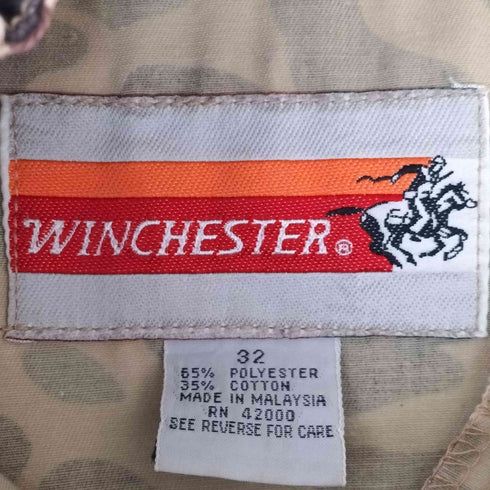 WINCHESTER®
32
65% POLYESTER
35% COTTON
MADE IN MALAYSIA
RN 42000
SEE REVERSE FOR CARE